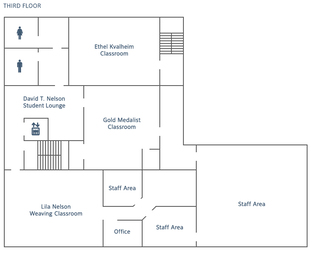 THIRD FLOOR
Ethel Kvalheim
Classroom
David T. Nelson
Student Lounge
Gold Medalist
Classroom
Staff Area
Staff Area
Lila Nelson
Weaving Classroom
Office
Staff Area